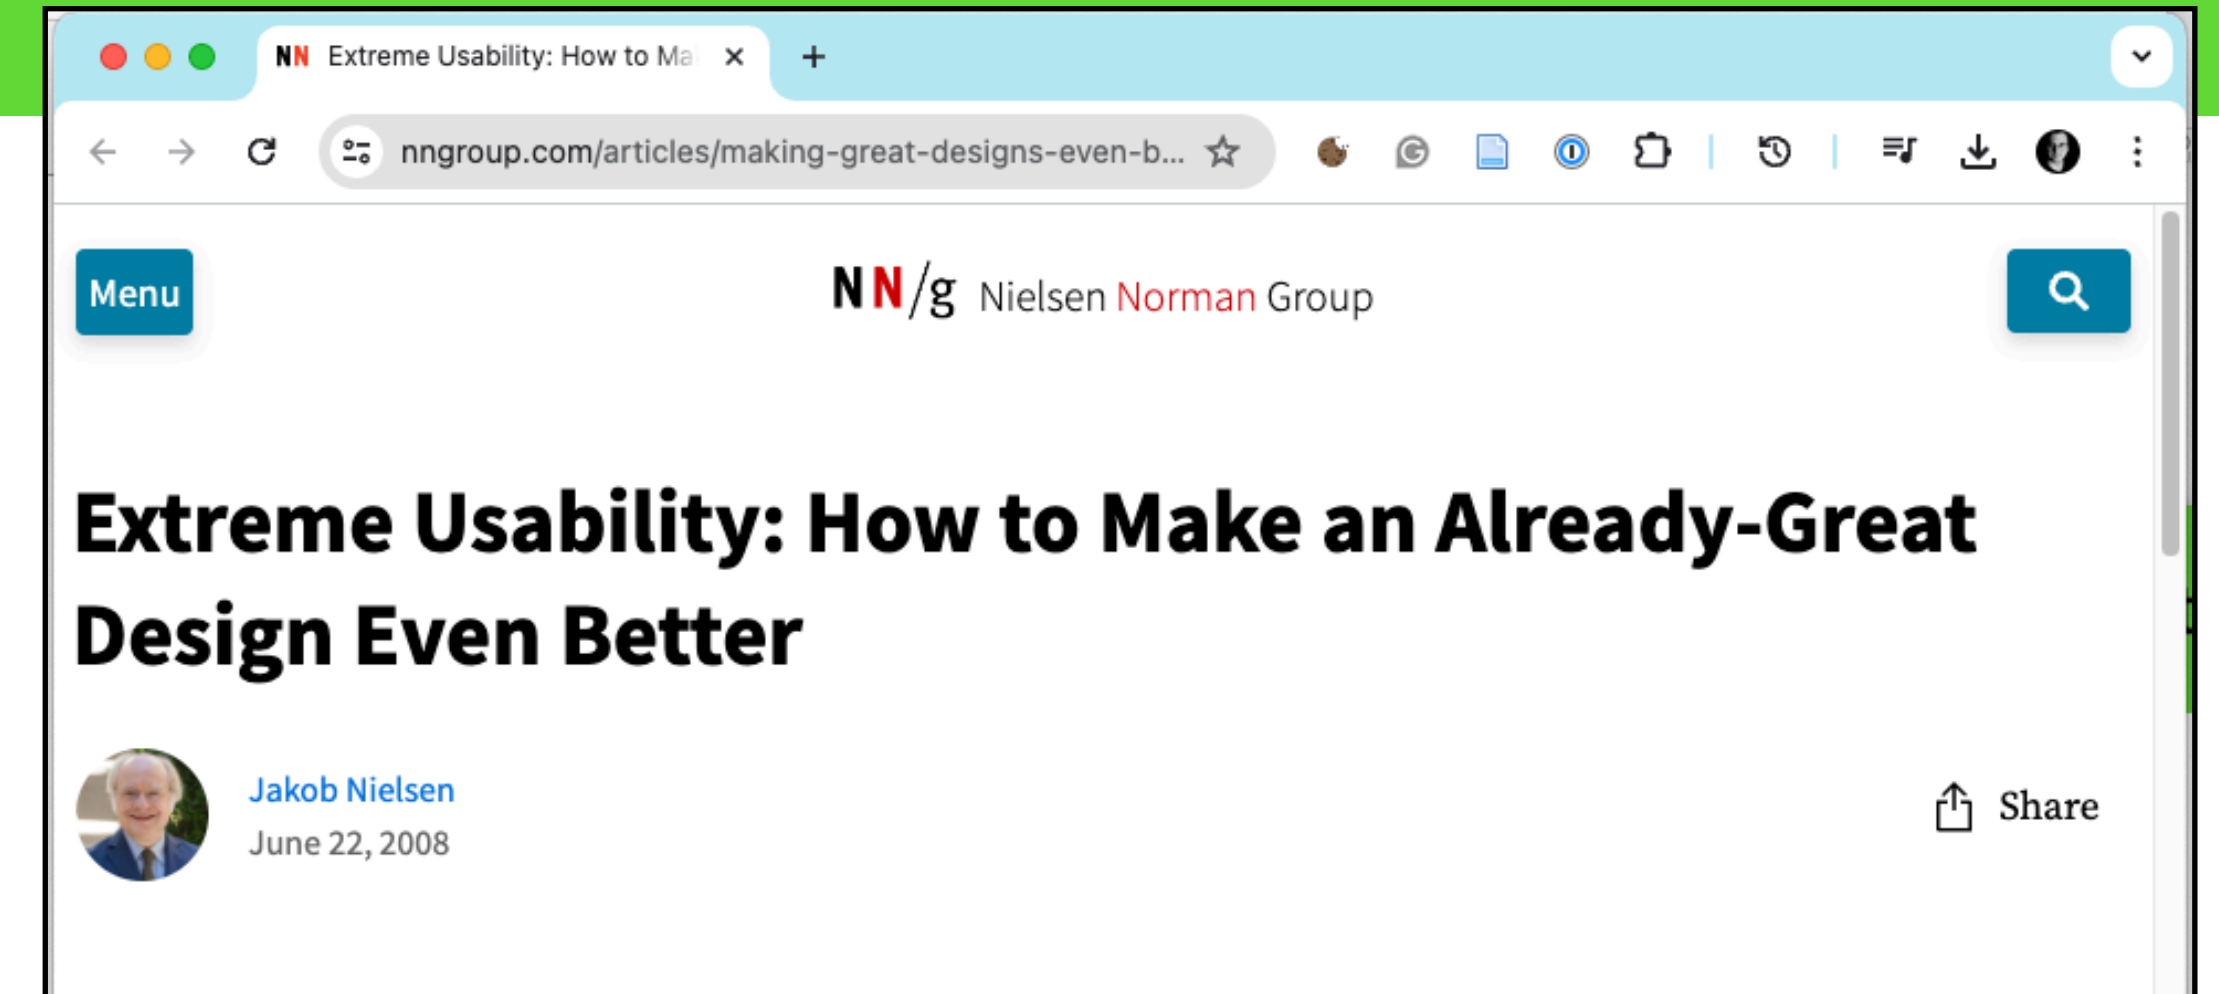 NN Extreme Usability: How to Ma
nngroup.com/articles/making-great-designs-even-b...
Menu
NN/g Nielsen Norman Group
Extreme Usability: How to Make an Already-Great
Design Even Better
Jakob Nielsen
June 22, 2008
Share